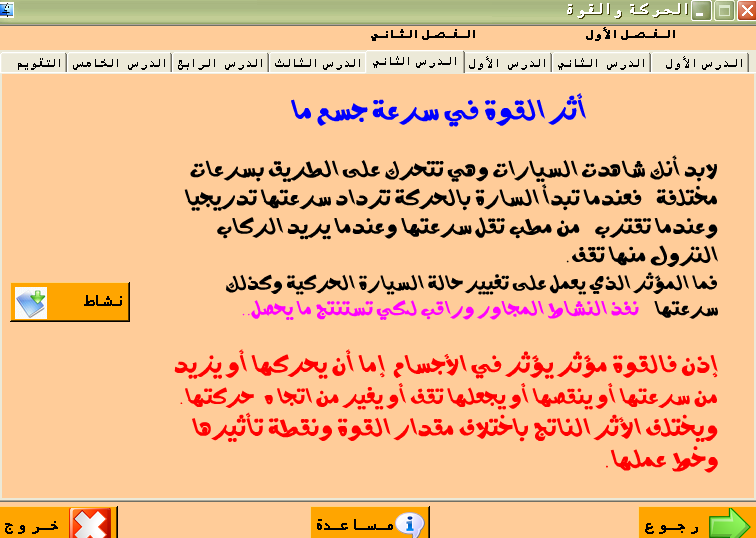 الحركة والقوة
الفصل الأول
الفصل الثاني
الدرس الأول
الدرس الثاني
الدرس الأول
الدرس الثاني
الدرس الثالث
الدرس الرابع
الدرس الخامس
التقويم
أثر القوة في سرعة جسم ما
لابد أنك شاهدت السيارات وهي تتحرك على الطريق بسرعات
مختلفة فعندما تبدأ السارة بالحركة تزداد سرعتها تدريجيا
وعندما تقترب من مطب تقل سرعتها وعندما يريد الركاب
النزول منها تقف.
فما المؤثر الذي يعمل على تغيير حالة السيارة الحركية وكذلك
سرعتها نفذ النشاط المجاور وراقب لكي تستنتج ما يحصل..
نشاط
إذن فالقوة مؤثر يؤثر في الأجسام إما أن يحركها أو يزيد
من سرعتها أو ينقصها أو يجعلها تقف أو يغير من اتجاه حركتها.
ويختلف الأثر الناتج باختلاف مقدار القوة ونقطة تأثيرها
وخط عملها.
رجوع
مساعدة
خروج